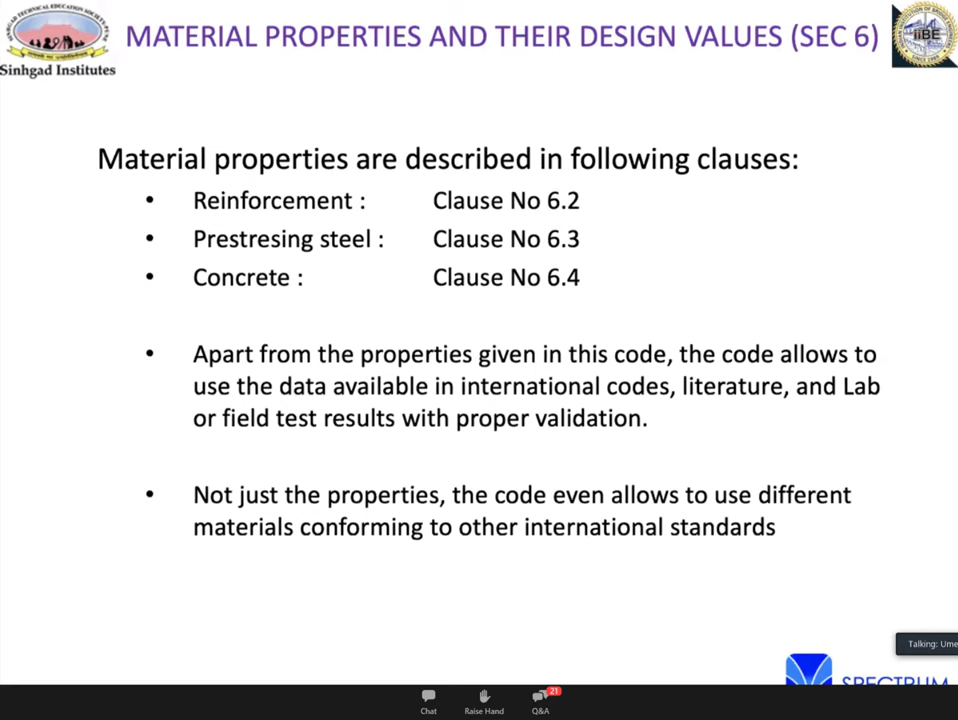 MATERIAL PROPERTIES AND THEIR DESIGN VALUES (SEC 6)
Sinhgad Institutes
IIBE
Material properties are described in following clauses:
• Reinforcement : Clause No 6.2
• Prestresing steel : Clause No 6.3
• Concrete : Clause No 6.4
• Apart from the properties given in this code, the code allows to
use the data available in international codes, literature, and Lab
or field test results with proper validation.
• Not just the properties, the code even allows to use different
materials conforming to other international standards
Talking: Ume
SPECTRUM
Chat
Raise Hand
Q&A
21